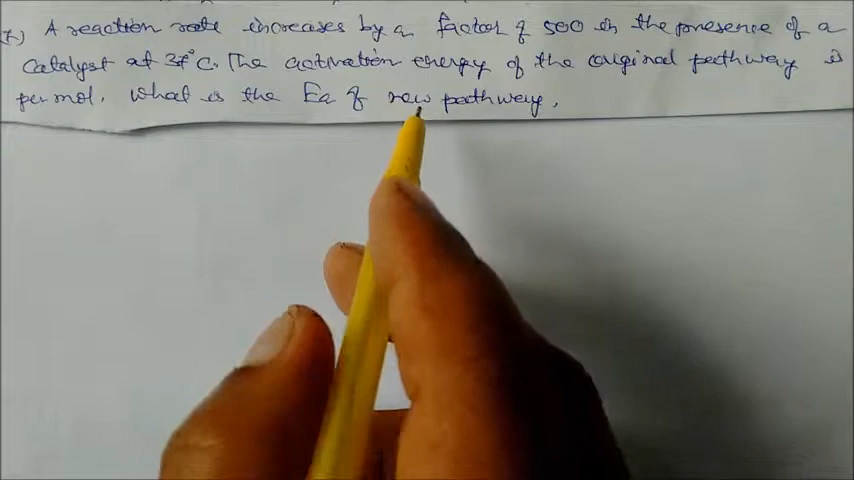 7.) A reaction rate increases by a factor of 500 in the presence of a
Catalyst at 37°C. The activation energy of the original pathway is
per mol. What is the Ea of new pathway.